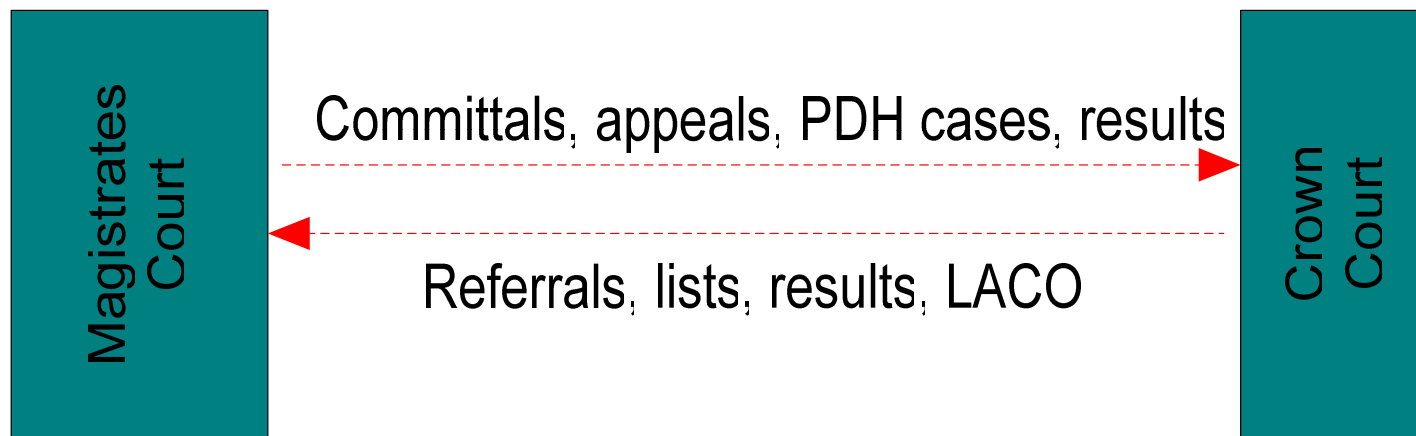 Magistrates
Court
Committals, appeals, PDH cases, results
Referrals, lists, results, LACO
Crown
Court